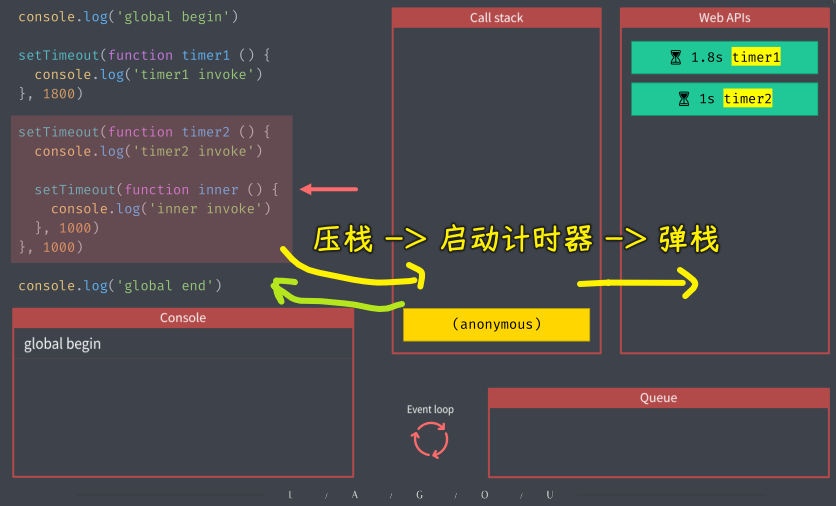 console.log('global begin')
setTimeout(function timer1 () {
console.log('timer1 invoke')
}, 1800)
setTimeout(function timer2 () {
console.log('timer2 invoke')
setTimeout(function inner () {
console.log('inner invoke')
}, 1000)
}, 1000)
console.log('global end')
Call stack
Web APIs
1.8s timer1
1s timer2
压栈 -> 启动计时器 -> 弹栈
(anonymous)
Console
global begin
Event loop
Queue
L / A / G / O / U